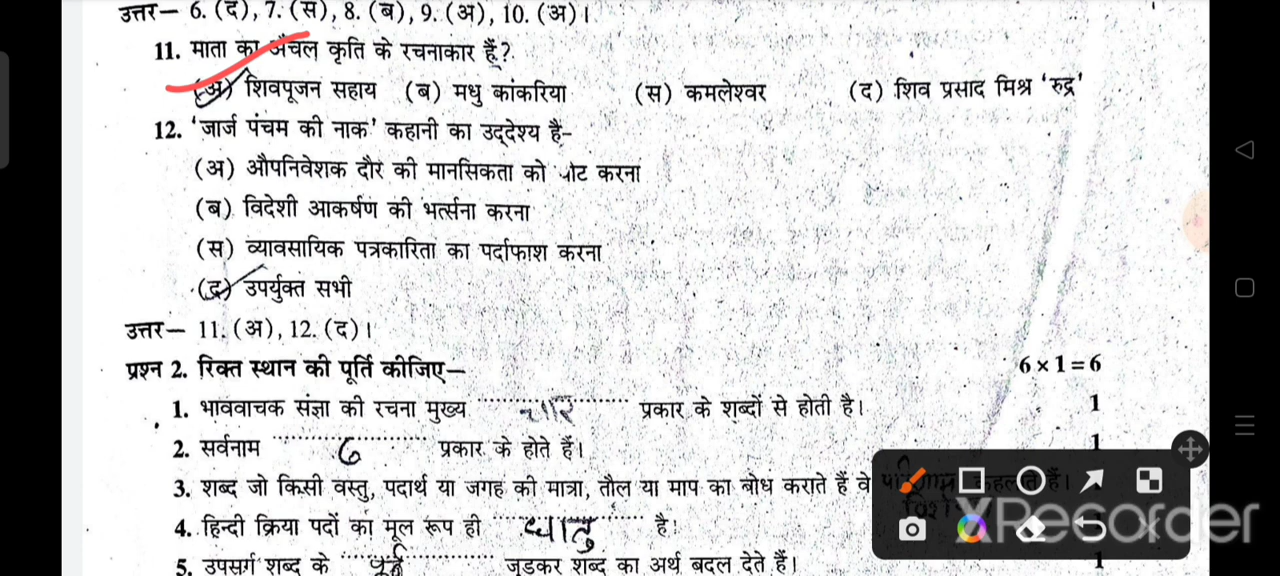 उत्तर— 6. (द), 7. (स), 8. (ब), 9. (अ), 10. (अ)।
11. माता का अँचल कृति के रचनाकार हैं?
(अ) शिवपूजन सहाय (ब) मधु कांकरिया (स) कमलेश्वर (द) शिव प्रसाद मिश्र ‘रुद्र’
12. ‘जार्ज पंचम की नाक’ कहानी का उद्देश्य है-
(अ) औपनिवेशक दौर की मानसिकता को चोट करना
(ब) विदेशी आकर्षण की भर्त्सना करना
(स) व्यावसायिक पत्रकारिता का पर्दाफाश करना
(द) उपर्युक्त सभी
उत्तर— 11. (अ), 12. (द)।
प्रश्न 2. रिक्त स्थान की पूर्ति कीजिए— 6 × 1 = 6
1. भाववाचक संज्ञा की रचना मुख्य चार प्रकार के शब्दों से होती है। 1
2. सर्वनाम 6 प्रकार के होते हैं। 1
3. शब्द जो किसी वस्तु, पदार्थ या जगह की मात्रा, तौल या माप का बोध कराते हैं वे कहलाते हैं।
4. हिन्दी क्रिया पदों का मूल रूप ही धातु है।
5. उपसर्ग शब्द के पूर्व जुडकर शब्द का अर्थ बदल देते हैं। 1
XRecorder